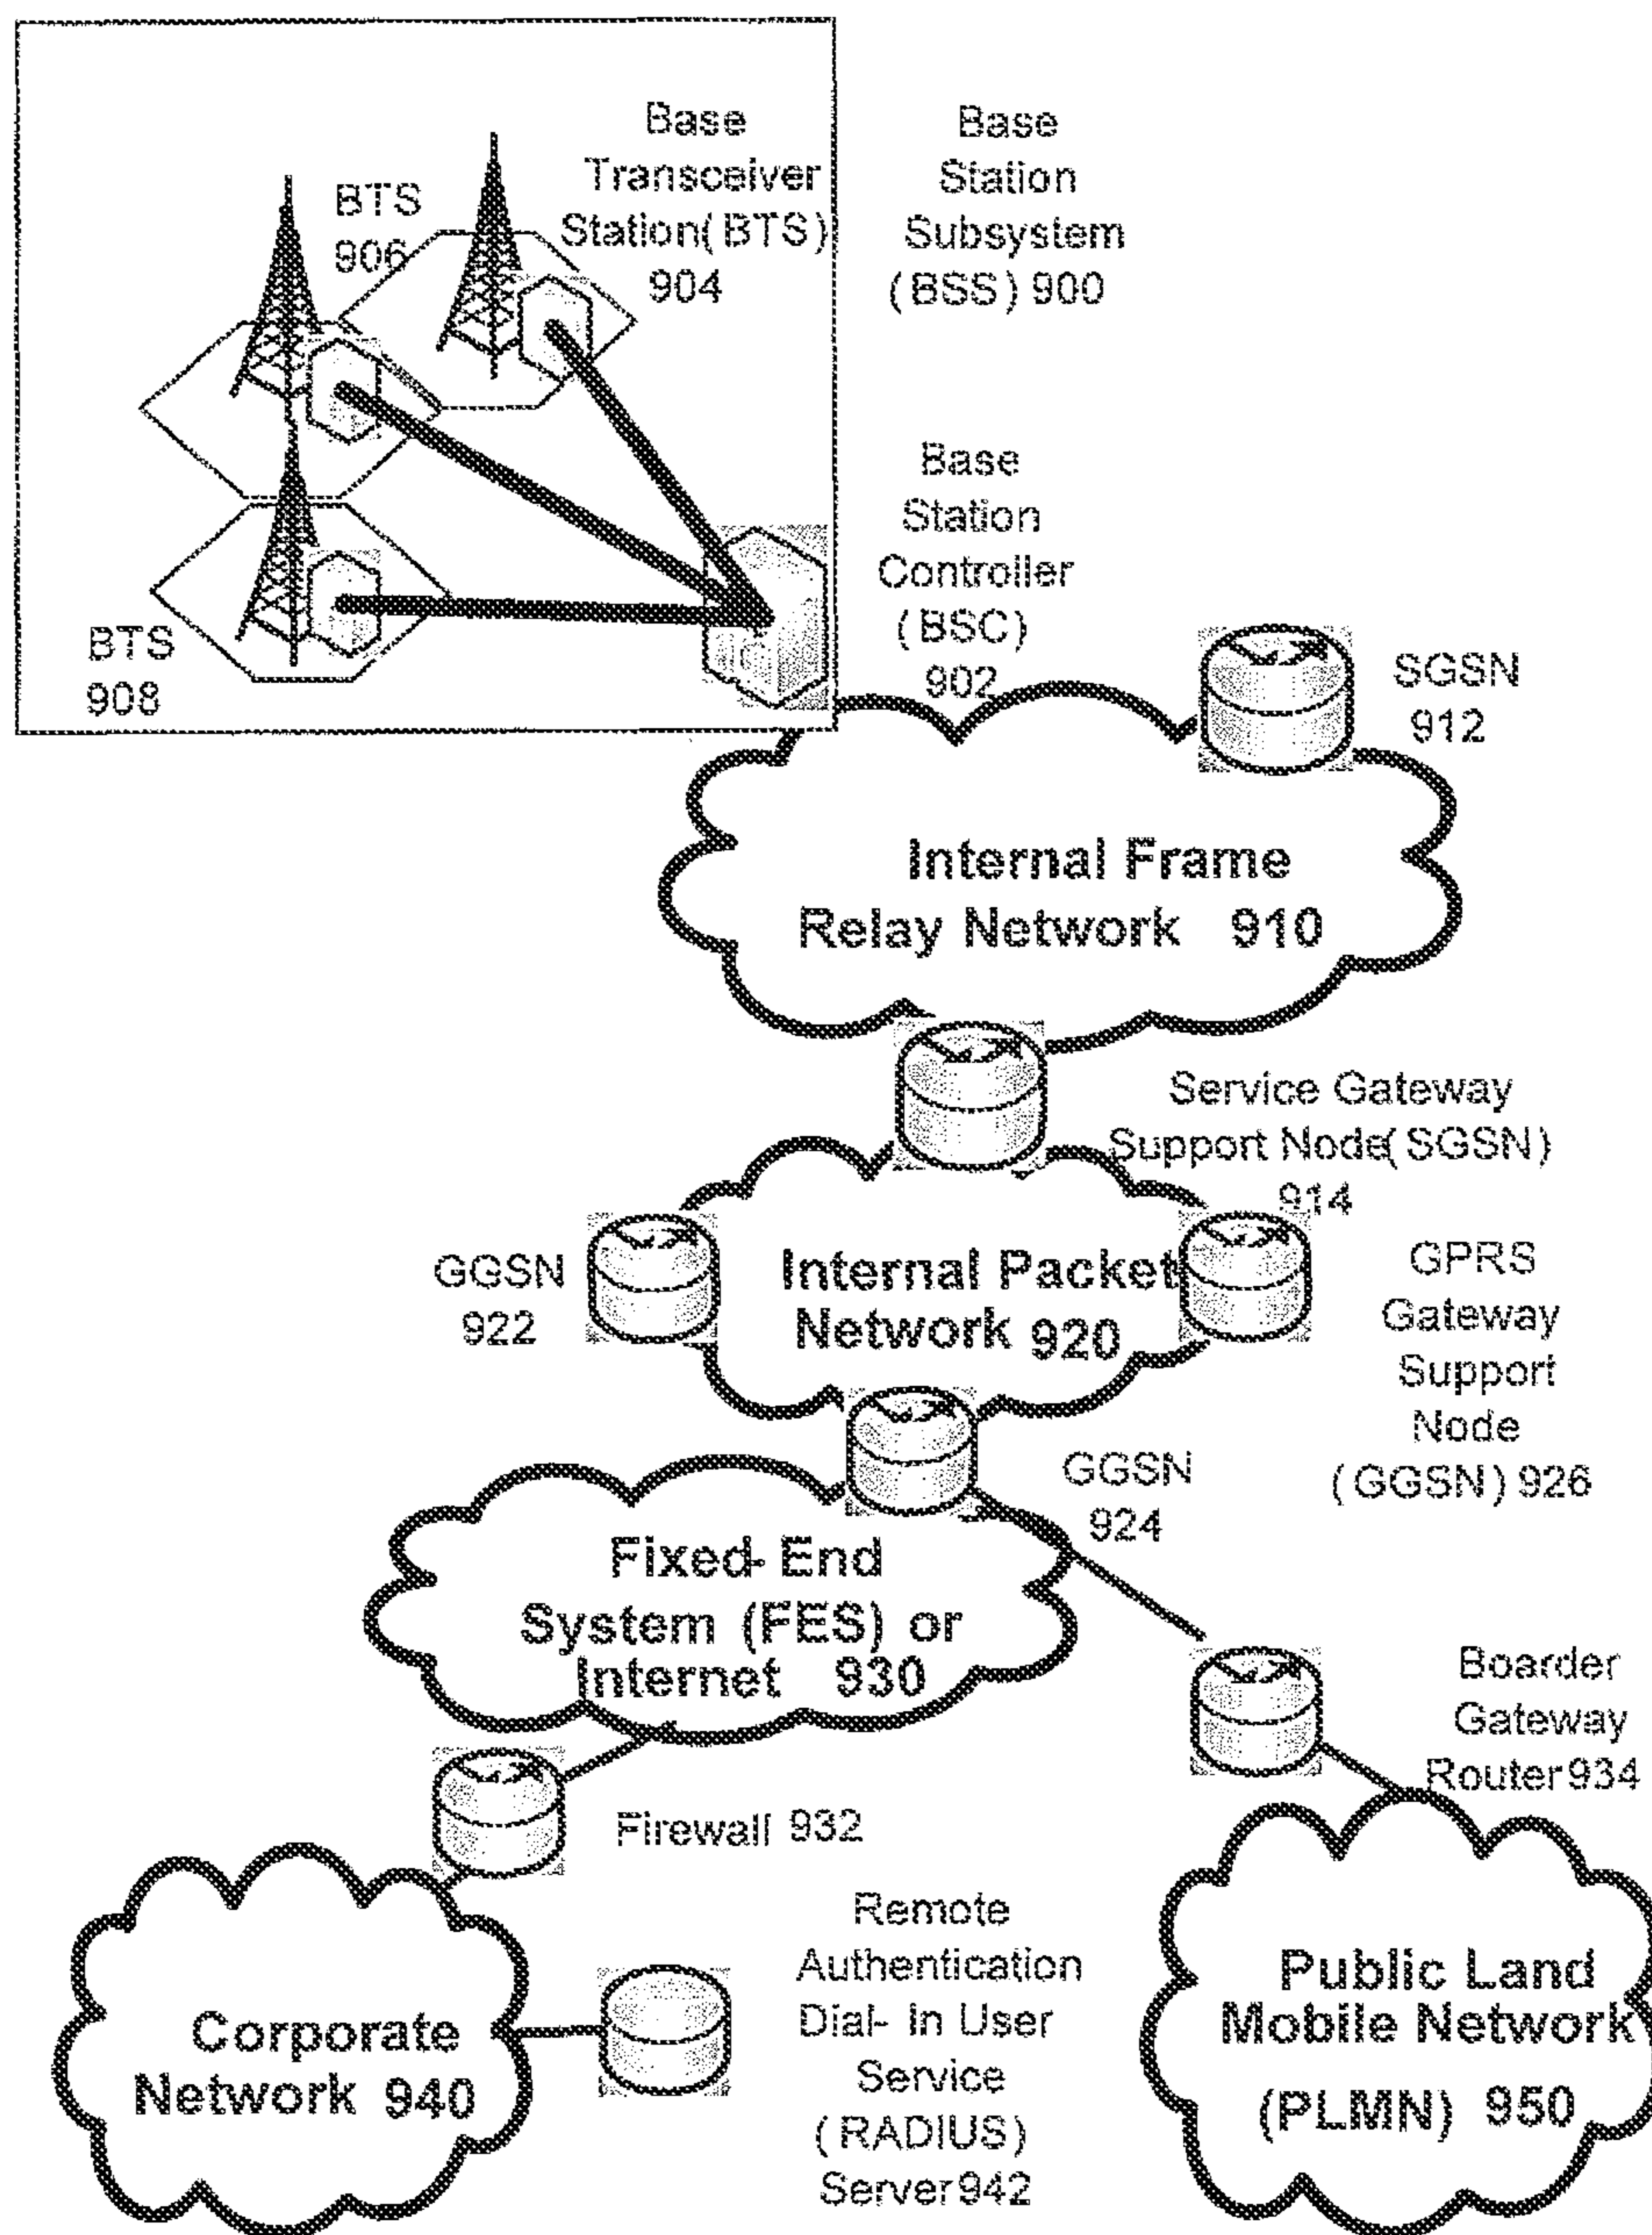 Base
Transceiver
Station(BTS)
904
BTS
906
Base
Station
Subsystem
(BSS) 900
Base
Station
Controller
(BSC)
902
BTS
908
SGSN
912
Internal Frame
Relay Network 910
Service Gateway
Support Node(SGSN)
914
GGSN
922
Internal Packet
Network 920
GPRS
Gateway
Support
Node
(GGSN) 926
GGSN
924
Fixed-End
System (FES) or
Internet 930
Boarder
Gateway
Router 934
Firewall 932
Remote
Authentication
Dial-In User
Service
(RADIUS)
Server 942
Corporate
Network 940
Public Land
Mobile Network
(PLMN) 950